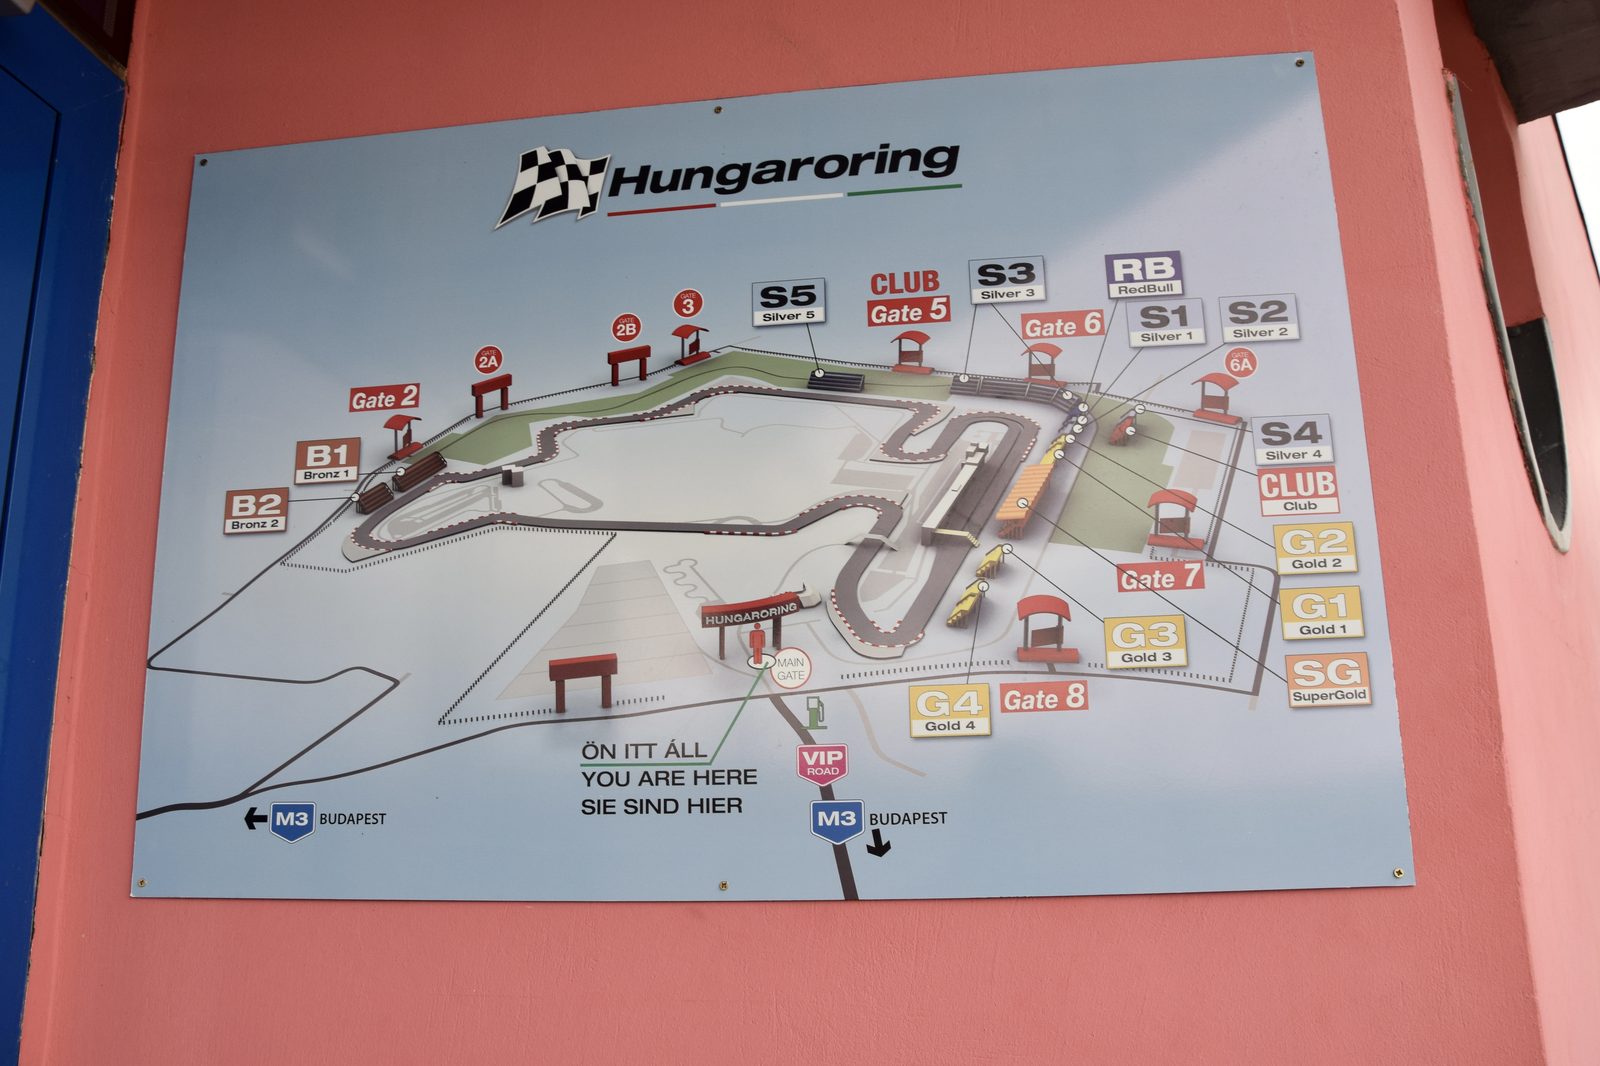 Hungaroring
RB
RedBull
S3
Silver 3
CLUB
Gate 5
S5
Silver 5
GATE
3
GATE
2B
GATE
2A
Gate 2
Gate 6
S1
Silver 1
S2
Silver 2
GATE
6A
B1
Bronz 1
B2
Bronz 2
S4
Silver 4
CLUB
Club
G2
Gold 2
Gate 7
G1
Gold 1
HUNGARORING
MAIN
GATE
G3
Gold 3
SG
SuperGold
G4
Gold 4
Gate 8
ÖN ITT ÁLL
YOU ARE HERE
SIE SIND HIER
VIP
ROAD
M3 BUDAPEST
M3 BUDAPEST